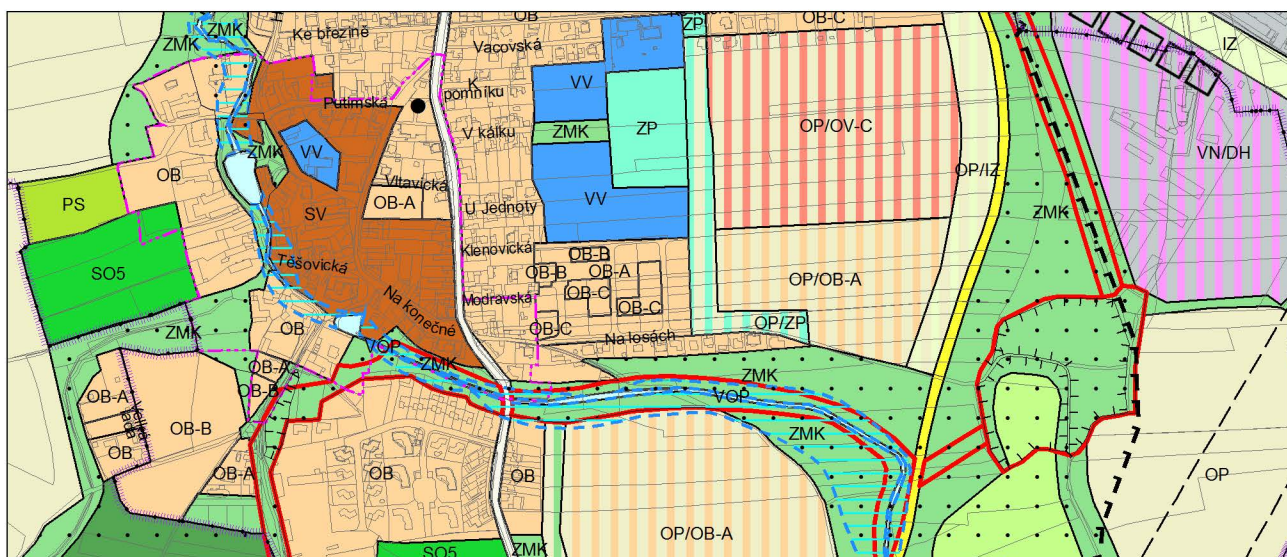 OB
ZP
ZMK
ZMK
Ke březině
Vacovská
OB-C
IZ
K pomníku
VV
Putimská
V kálku
ZMK
ZP
OP/OV-C
VN/DH
ZMK
VV
OB
Vltavická
OP/IZ
VV
PS
OB-A
SV
U Jednoty
ZMK
Klenovická
OB-B
SO5
Těšovická
OB-B
OB-A
OP/OB-A
Modravská
OB-C
OB-C
Na konečné
OB
ZMK
OB-C
Na losách
OP/ZP
VOP
ZMK
OB-A
ZMK
OB-B
VOP
OB-A
ZMK
OB-B
OB
OB-A
OB
OB
OP
OP/OB-A
SO5
ZMK